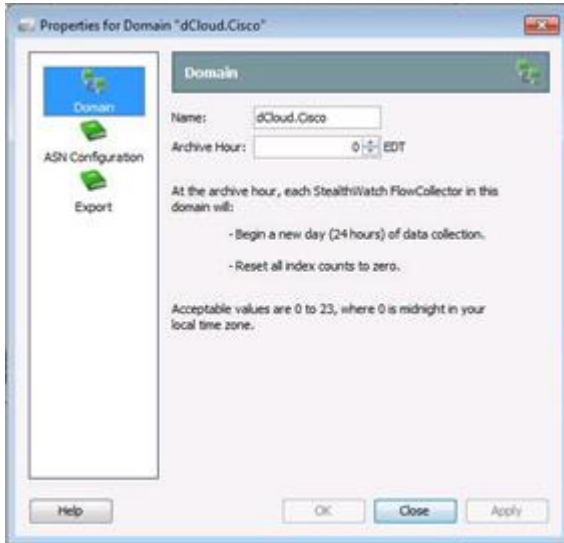 Properties for Domain "dCloud.Cisco"
Domain
ASN Configuration
Export
Domain
Name: dCloud.Cisco
Archive Hour: 0 EDT
At the archive hour, each StealthWatch FlowCollector in this
domain will:
- Begin a new day (24 hours) of data collection.
- Reset all index counts to zero.
Acceptable values are 0 to 23, where 0 is midnight in your
local time zone.
Help
OK
Close
Apply